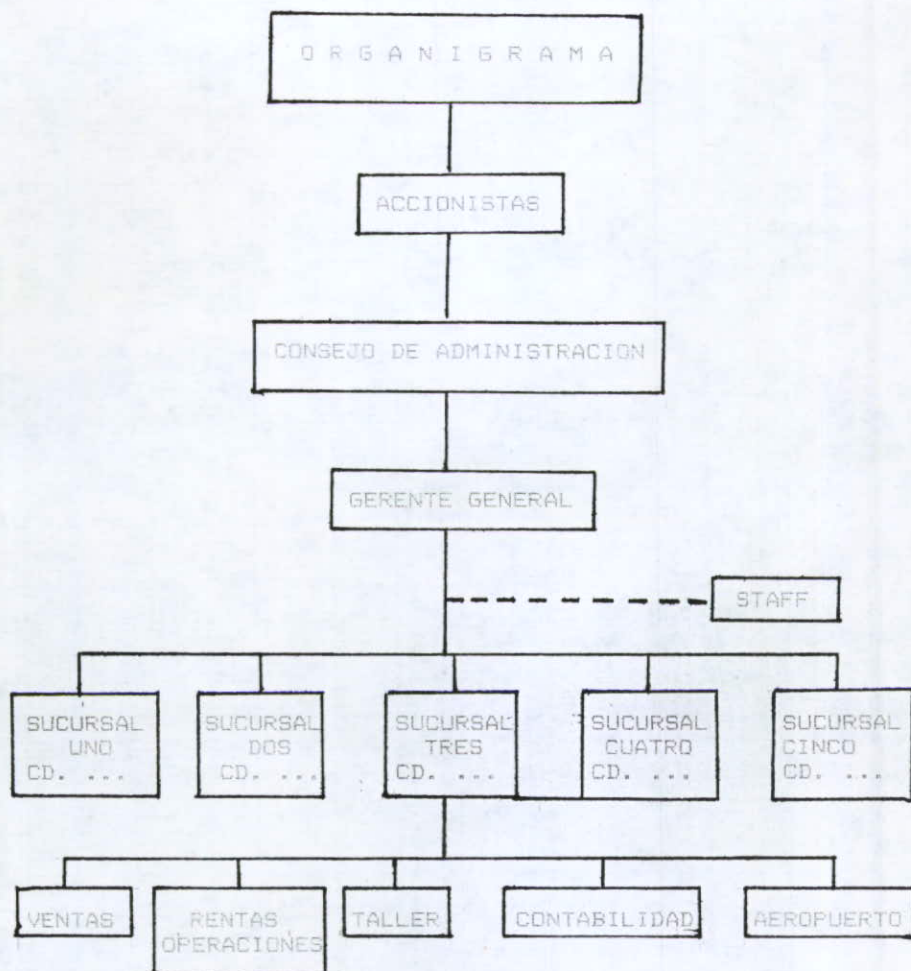 O R G A N I G R A M A
ACCIONISTAS
CONSEJO DE ADMINISTRACION
GERENTE GENERAL
STAFF
SUCURSAL
UNO
CD. ...
SUCURSAL
DOS
CD. ...
SUCURSAL
TRES
CD. ...
SUCURSAL
CUATRO
CD. ...
SUCURSAL
CINCO
CD. ...
VENTAS
RENTAS
OPERACIONES
TALLER
CONTABILIDAD
AEROPUERTO